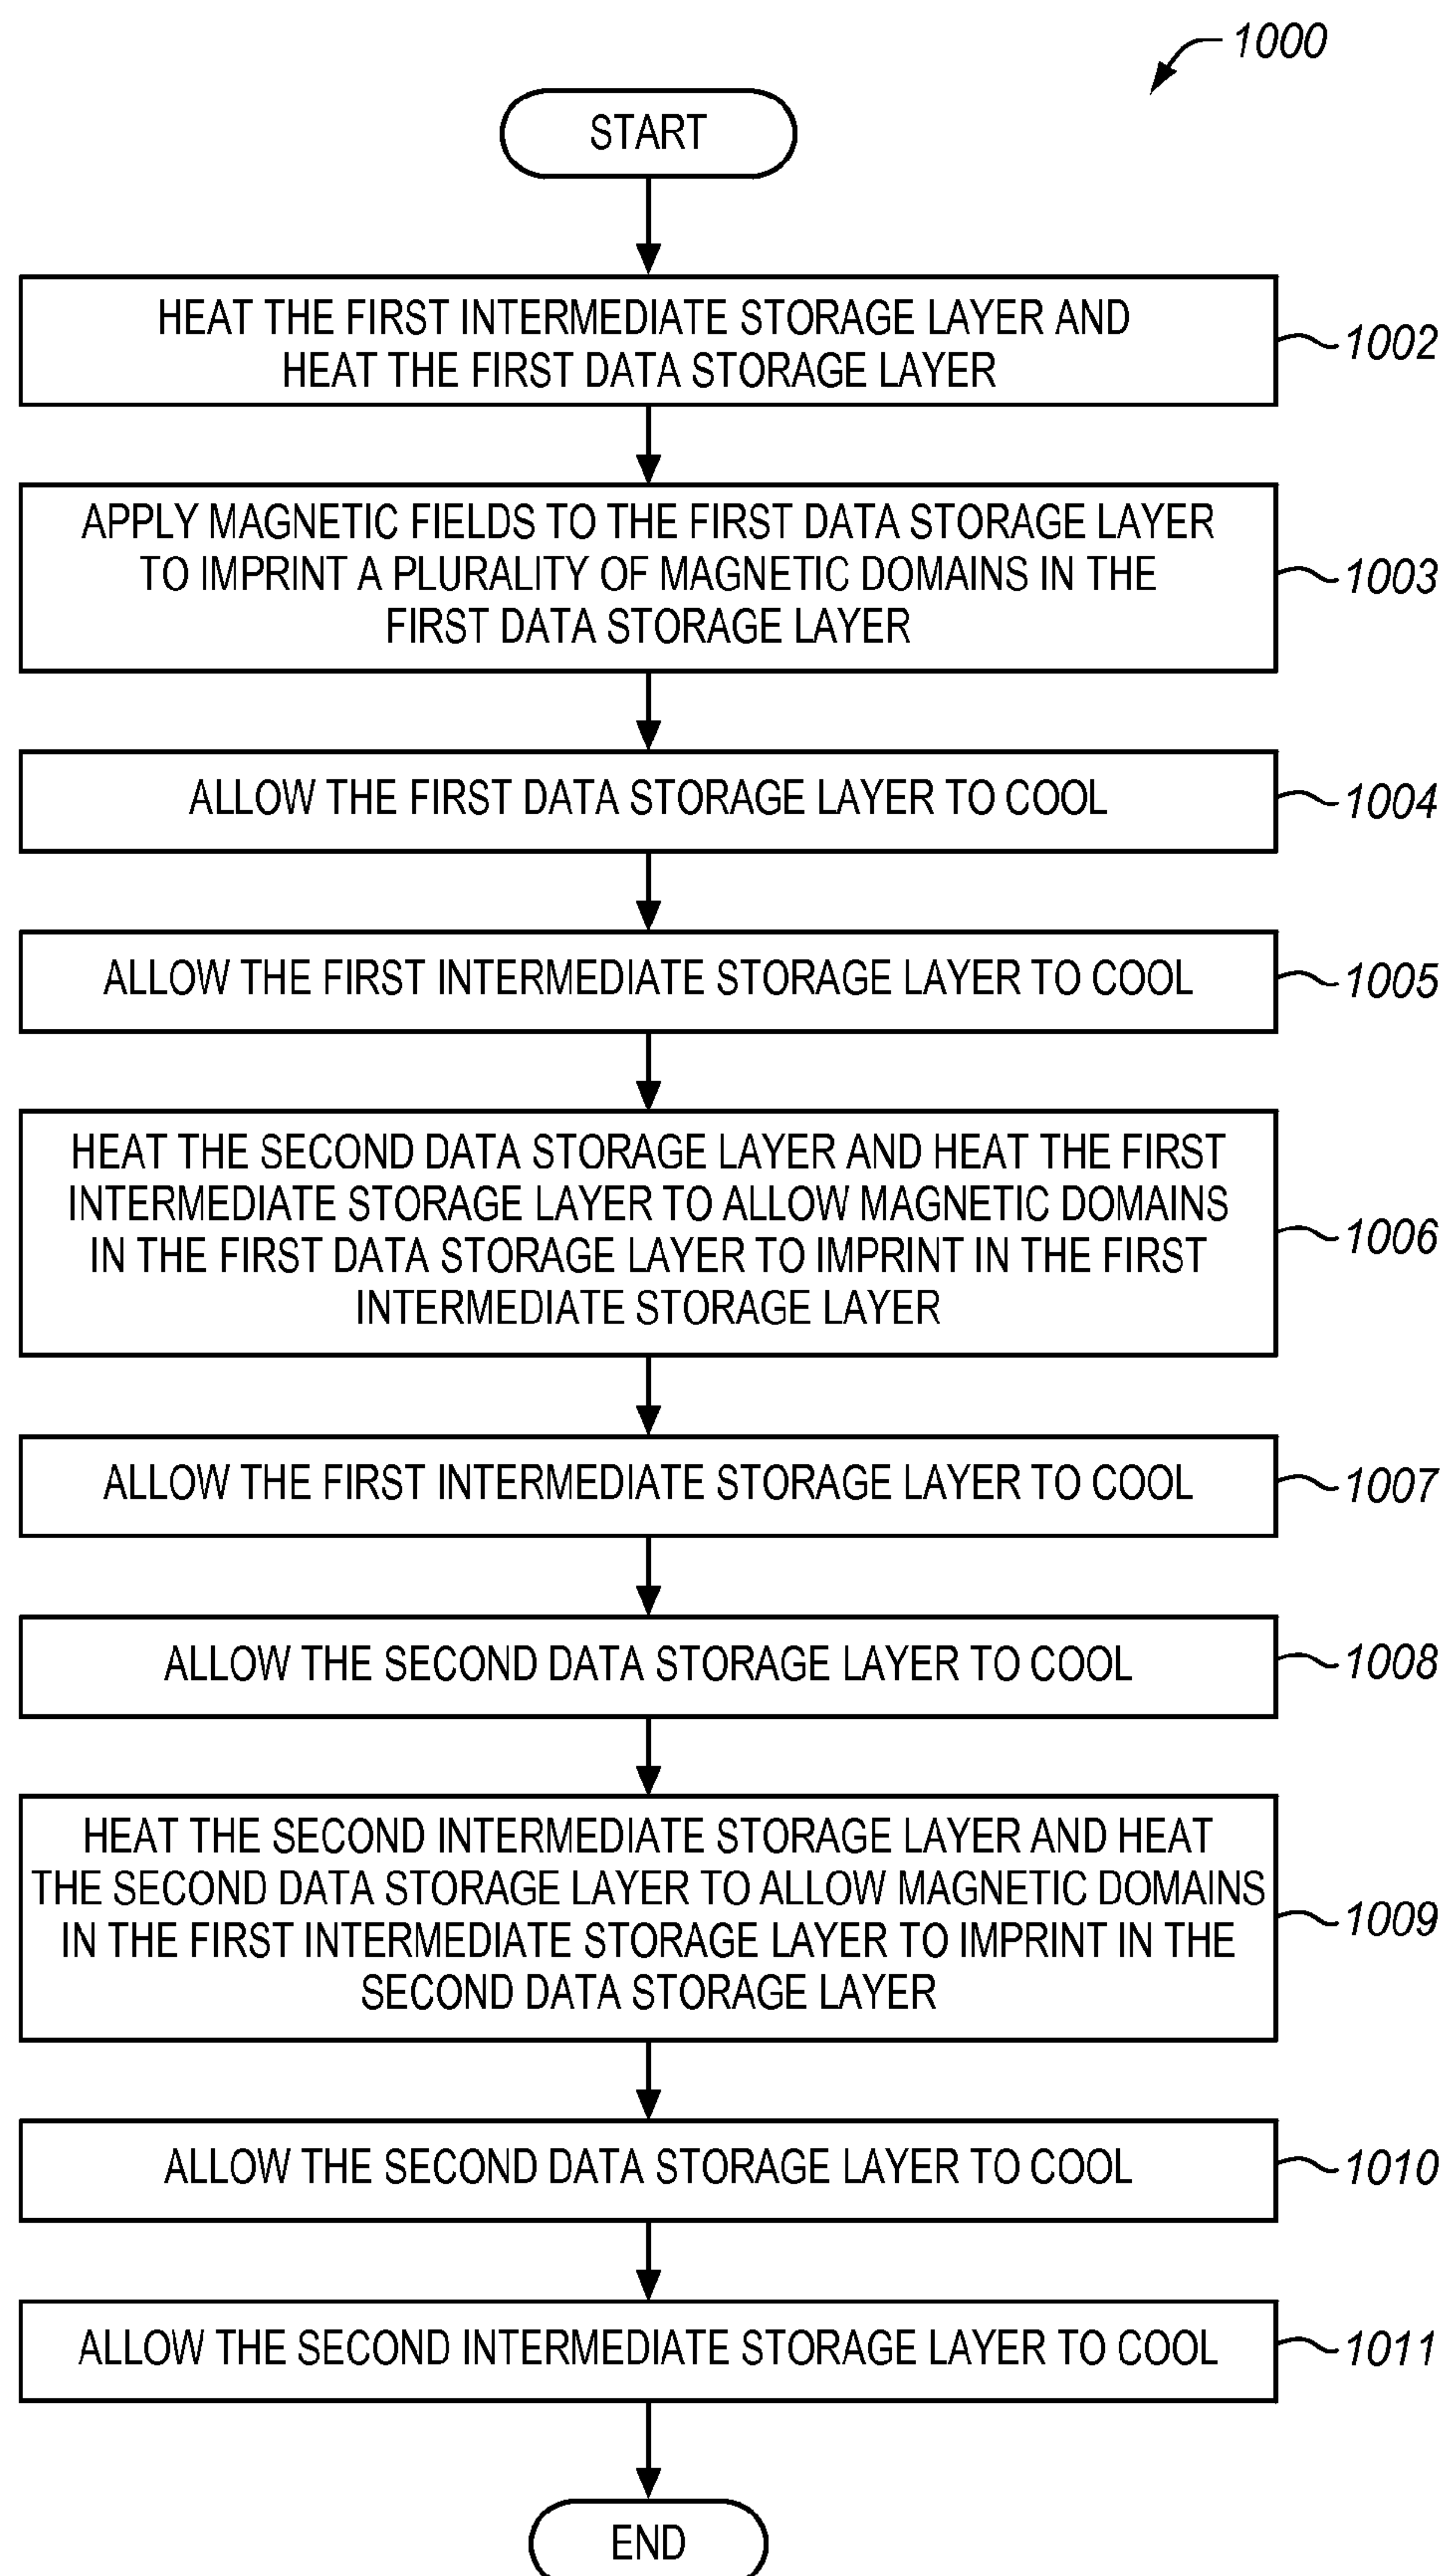 1000
START
HEAT THE FIRST INTERMEDIATE STORAGE LAYER AND
HEAT THE FIRST DATA STORAGE LAYER
1002
APPLY MAGNETIC FIELDS TO THE FIRST DATA STORAGE LAYER
TO IMPRINT A PLURALITY OF MAGNETIC DOMAINS IN THE
FIRST DATA STORAGE LAYER
1003
ALLOW THE FIRST DATA STORAGE LAYER TO COOL
1004
ALLOW THE FIRST INTERMEDIATE STORAGE LAYER TO COOL
1005
HEAT THE SECOND DATA STORAGE LAYER AND HEAT THE FIRST
INTERMEDIATE STORAGE LAYER TO ALLOW MAGNETIC DOMAINS
IN THE FIRST DATA STORAGE LAYER TO IMPRINT IN THE FIRST
INTERMEDIATE STORAGE LAYER
1006
ALLOW THE FIRST INTERMEDIATE STORAGE LAYER TO COOL
1007
ALLOW THE SECOND DATA STORAGE LAYER TO COOL
1008
HEAT THE SECOND INTERMEDIATE STORAGE LAYER AND HEAT
THE SECOND DATA STORAGE LAYER TO ALLOW MAGNETIC DOMAINS
IN THE FIRST INTERMEDIATE STORAGE LAYER TO IMPRINT IN THE
SECOND DATA STORAGE LAYER
1009
ALLOW THE SECOND DATA STORAGE LAYER TO COOL
1010
ALLOW THE SECOND INTERMEDIATE STORAGE LAYER TO COOL
1011
END